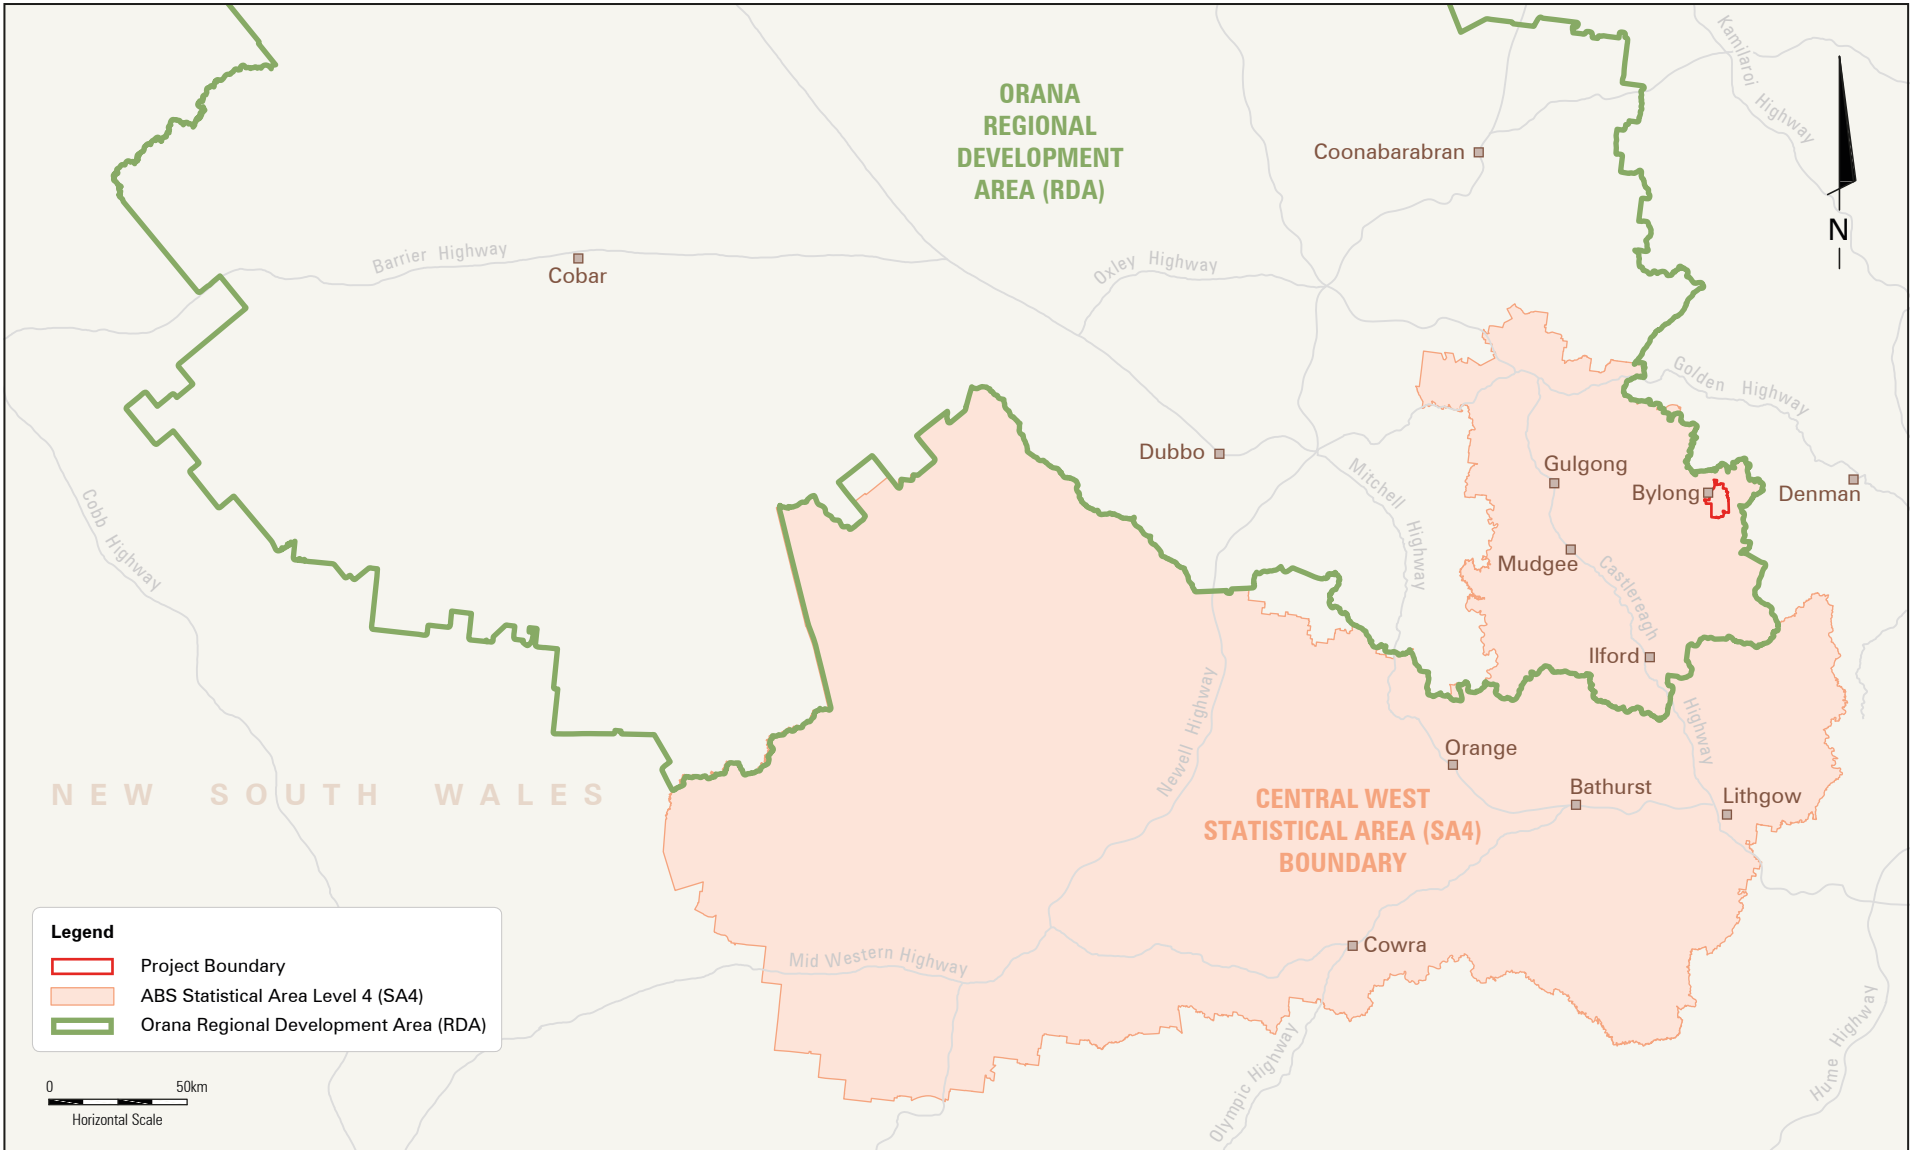 ORANA
REGIONAL
DEVELOPMENT
AREA (RDA)
Kamilaroi Highway
Coonabarabran
N
Barrier Highway
Cobar
Oxley Highway
Golden Highway
Dubbo
Mitchell Highway
Gulgong
Bylong
Denman
Cobb Highway
Mudgee
Castlereagh Highway
Ilford
Newell Highway
Orange
NEW SOUTH WALES
Bathurst
Lithgow
CENTRAL WEST
STATISTICAL AREA (SA4)
BOUNDARY
Cowra
Mid Western Highway
Olympic Highway
Hume Highway
Legend
Project Boundary
ABS Statistical Area Level 4 (SA4)
Orana Regional Development Area (RDA)
0 50km
Horizontal Scale